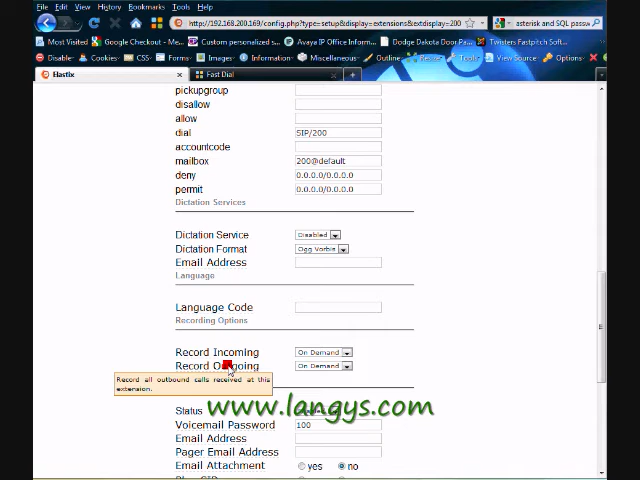 File Edit View History Bookmarks Tools Help
http://192.168.200.169/config.php?type=setup&display=extensions&extdisplay=200
asterisk and SQL passw
Most Visited Google Checkout - M... Custom personalized s... Avaya IP Office Inform... Dodge Dakota Door Pa... Twisters Fastpitch Soft...
Disable Cookies CSS Forms Images Information Miscellaneous Outline Resize Tools View Source Options
Elastix Fast Dial
pickupgroup
disallow
allow
dial SIP/200
accountcode
mailbox 200@default
deny 0.0.0.0/0.0.0.0
permit 0.0.0.0/0.0.0.0
Dictation Services
Dictation Service Disabled
Dictation Format Ogg Vorbis
Email Address
Language
Language Code
Recording Options
Record Incoming On Demand
Record Outgoing On Demand
Record all outbound calls received at this
extension.
www.langys.com
Status
Voicemail Password 100
Email Address
Pager Email Address
Email Attachment yes no